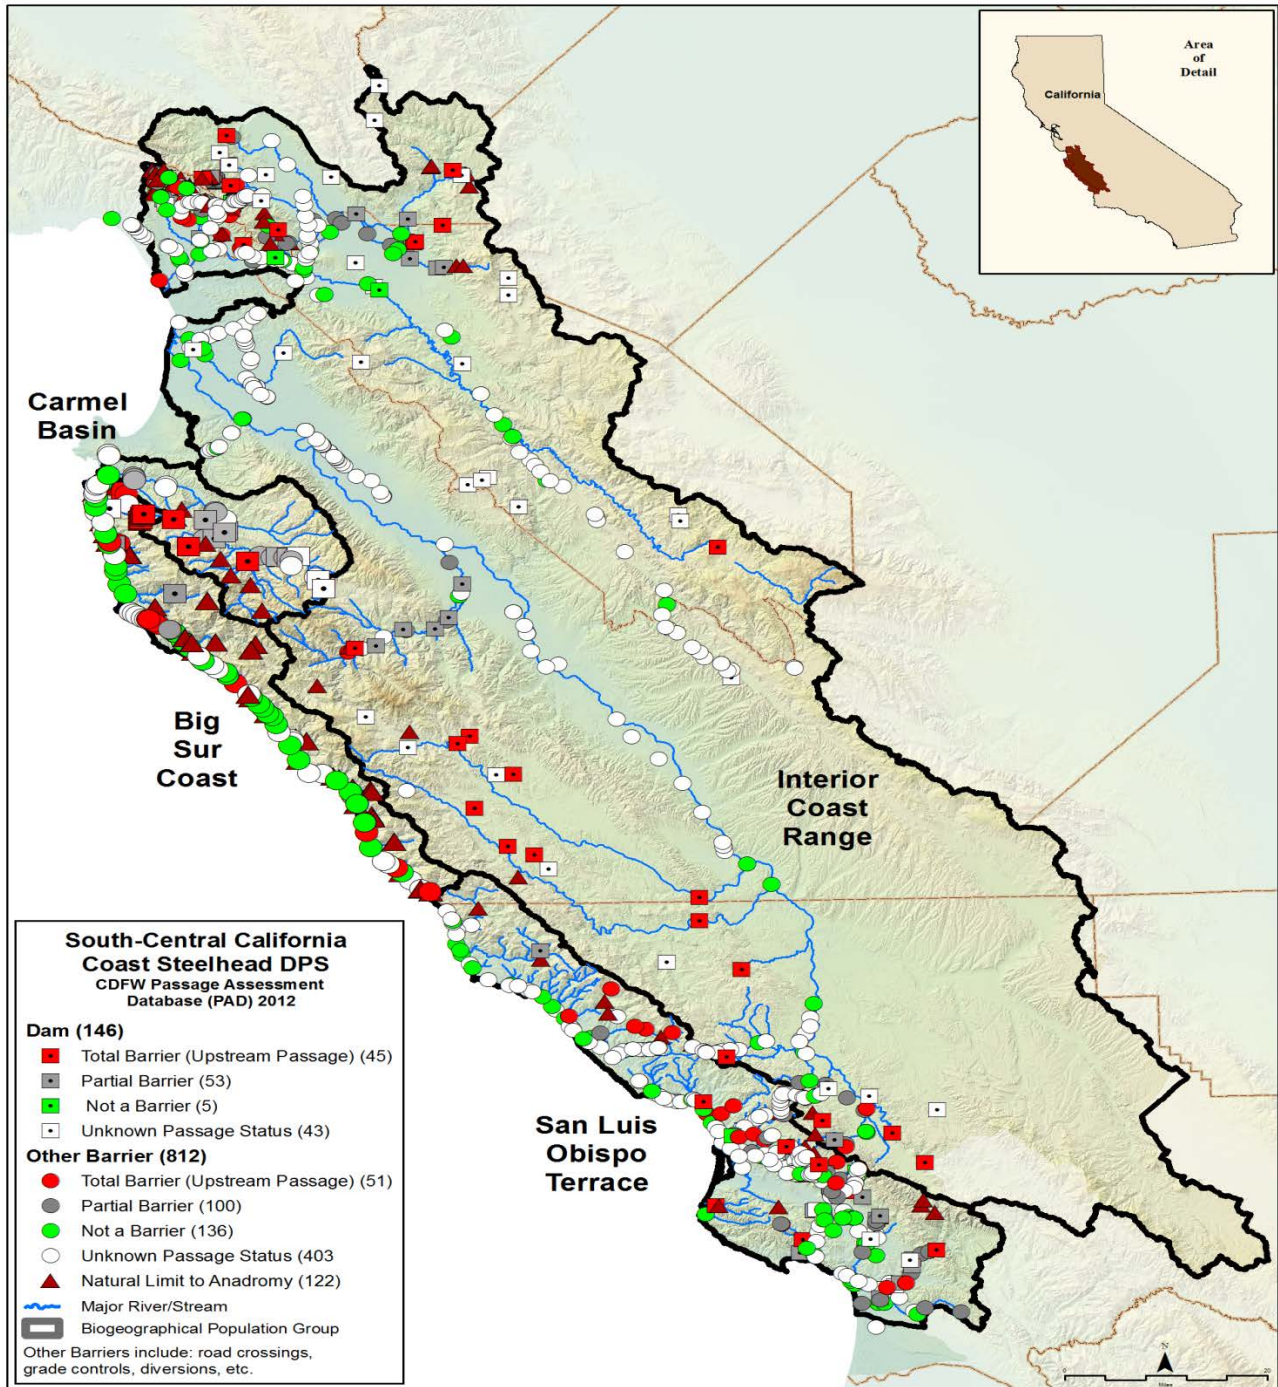 Area
of
Detail
California
Carmel
Basin
Big
Sur
Coast
Interior
Coast
Range
San Luis
Obispo
Terrace
South-Central California
Coast Steelhead DPS
CDFW Passage Assessment
Database (PAD) 2012
Dam (146)
Total Barrier (Upstream Passage) (45)
Partial Barrier (53)
Not a Barrier (5)
Unknown Passage Status (43)
Other Barrier (812)
Total Barrier (Upstream Passage) (51)
Partial Barrier (100)
Not a Barrier (136)
Unknown Passage Status (403
Natural Limit to Anadromy (122)
Major River/Stream
Biogeographical Population Group
Other Barriers include: road crossings,
grade controls, diversions, etc.
N
0 20
Miles